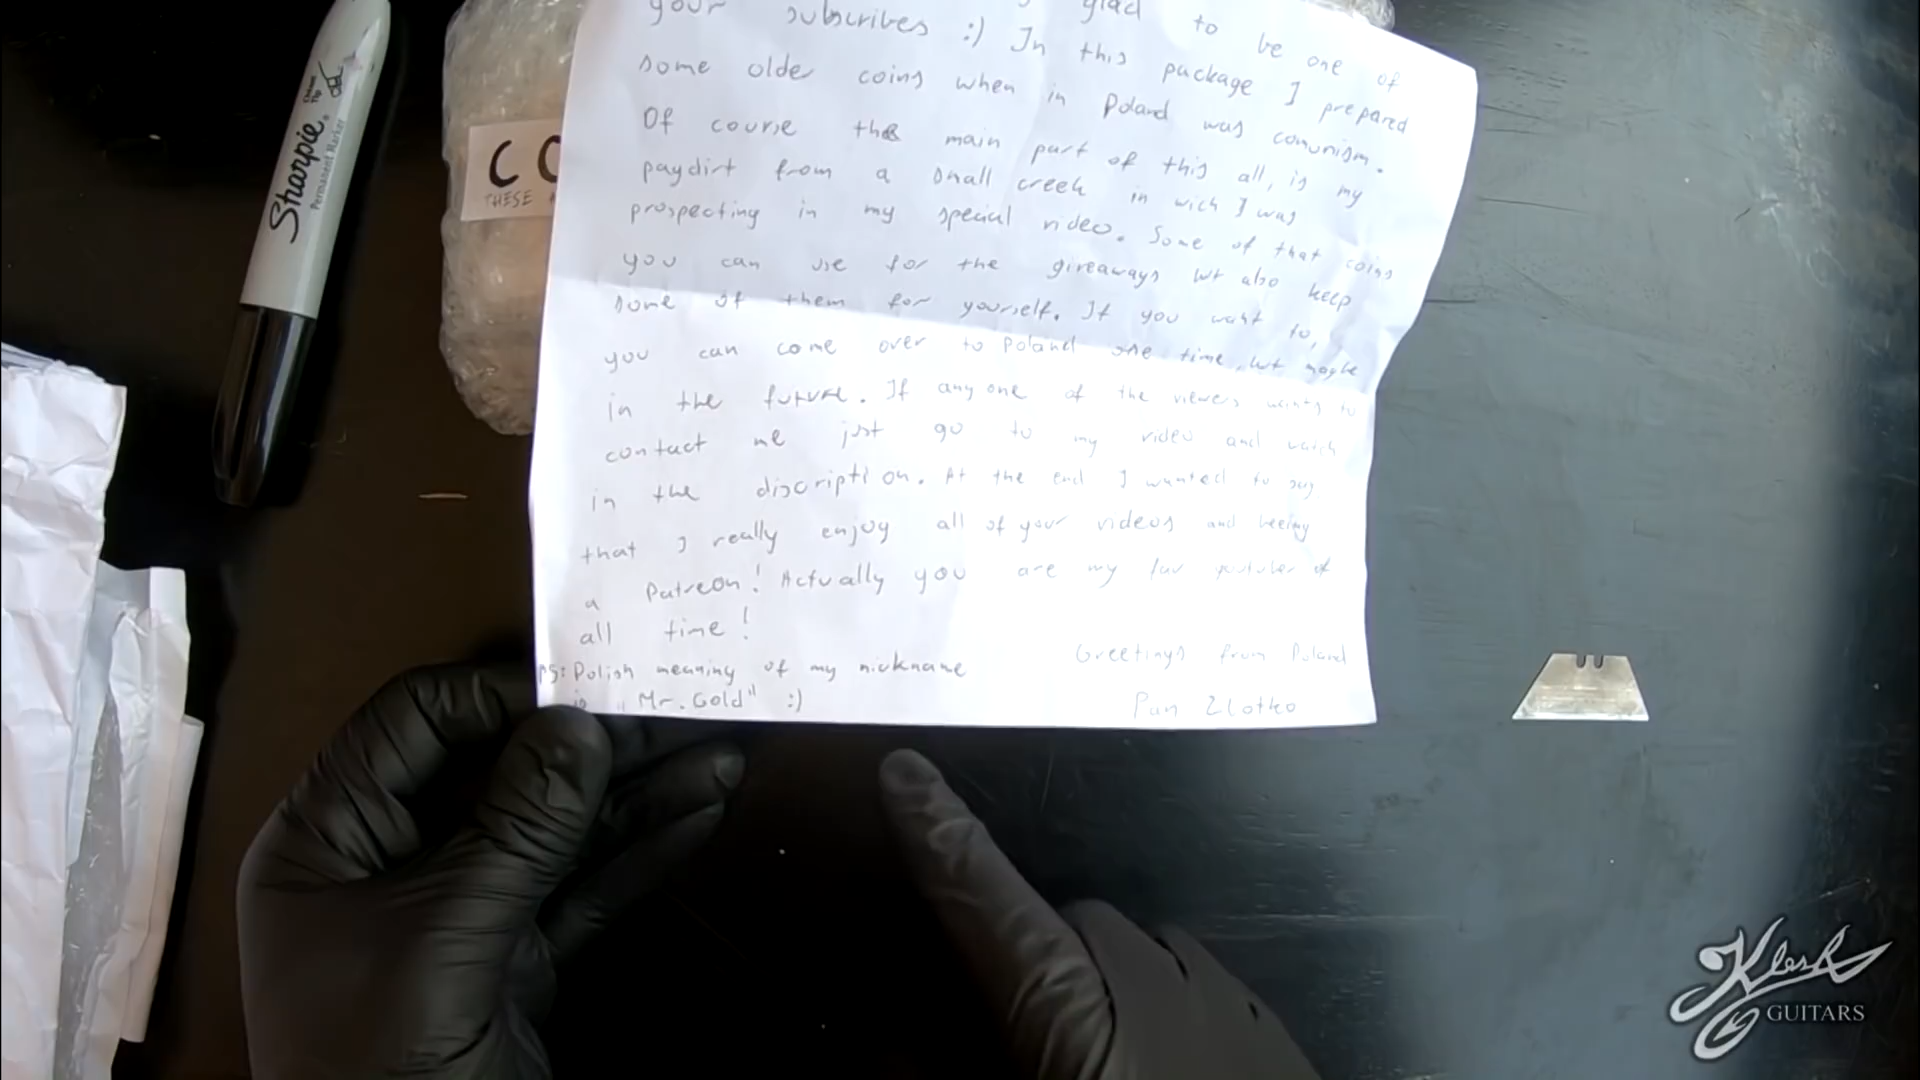 glad to be one of
your subscribes :) In this package I prepared
some older coins when in Poland was comunism.
Of course the main part of this all, is my
paydirt from a small creek in wich I was
prospecting in my special video. Some of that coins
you can use for the giveaways but also keep
some of them for yourself. If you want to,
you can come over to Poland one time, but maybe
in the future. If any one of the viewers wants to
contact me just go to my video and watch
in the discription. At the end I wanted to say
that I really enjoy all of your videos and beeing
a Patreon! Actually you are my fav youtuber of
all time!
Greetings from Poland
Pan Zlotko
PS: Polish meaning of my nickname
is "Mr. Gold" :)
Sharpie®
Permanent Marker
THESE
Klesh
GUITARS